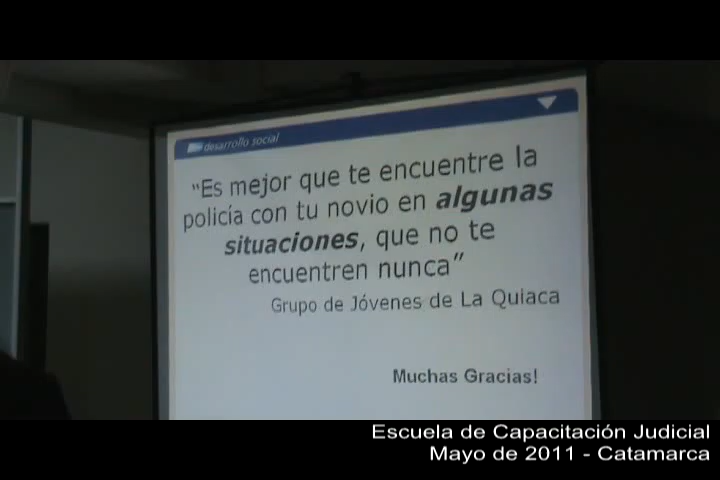 desarrollo social
“Es mejor que te encuentre la
policía con tu novio en algunas
situaciones, que no te
encuentren nunca”
Grupo de Jóvenes de La Quiaca
Muchas Gracias!
Escuela de Capacitación Judicial
Mayo de 2011 - Catamarca